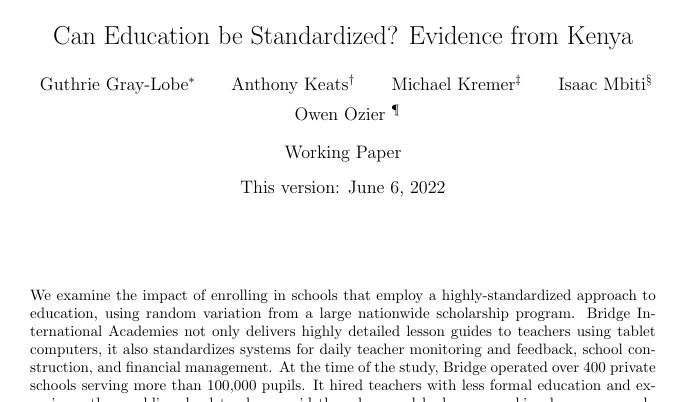 Can Education be Standardized? Evidence from Kenya
Guthrie Gray-Lobe* Anthony Keats† Michael Kremer‡ Isaac Mbiti§
Owen Ozier ¶
Working Paper
This version: June 6, 2022
We examine the impact of enrolling in schools that employ a highly-standardized approach to
education, using random variation from a large nationwide scholarship program. Bridge In-
ternational Academies not only delivers highly detailed lesson guides to teachers using tablet
computers, it also standardizes systems for daily teacher monitoring and feedback, school con-
struction, and financial management. At the time of the study, Bridge operated over 400 private
schools serving more than 100,000 pupils. It hired teachers with less formal education and ex-